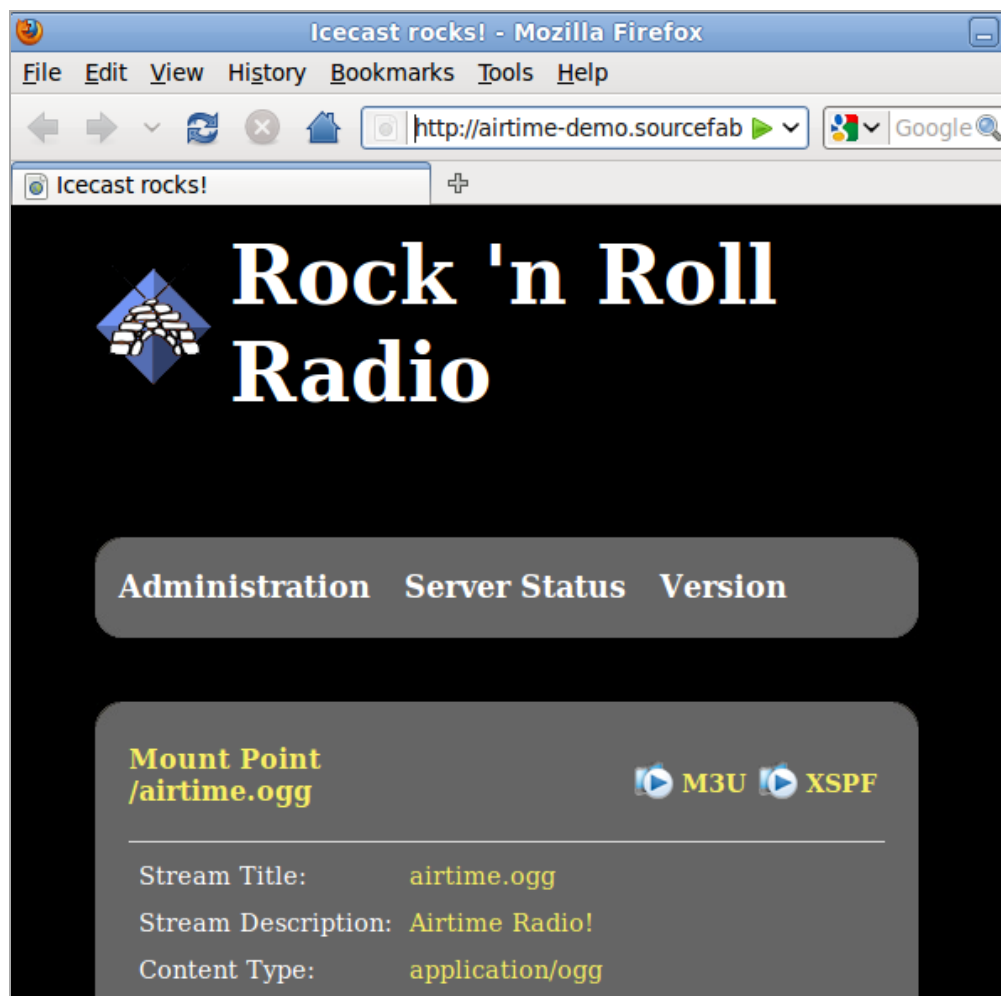 Icecast rocks! - Mozilla Firefox
File Edit View History Bookmarks Tools Help
http://airtime-demo.sourcefab Google
Icecast rocks!
Rock 'n Roll
Radio
Administration Server Status Version
Mount Point
/airtime.ogg
M3U XSPF
Stream Title: airtime.ogg
Stream Description: Airtime Radio!
Content Type: application/ogg